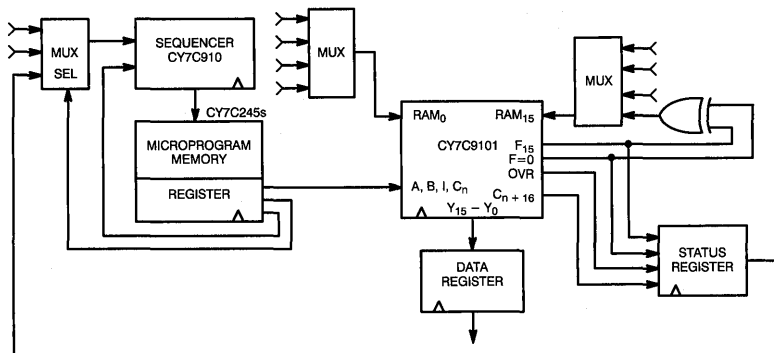 MUX
SEL
SEQUENCER
CY7C910
CY7C245s
MICROPROGRAM
MEMORY
REGISTER
MUX
MUX
RAM0
RAM15
CY7C9101
F15
F=0
OVR
A, B, I, Cn
Cn + 16
Y15 – Y0
DATA
REGISTER
STATUS
REGISTER